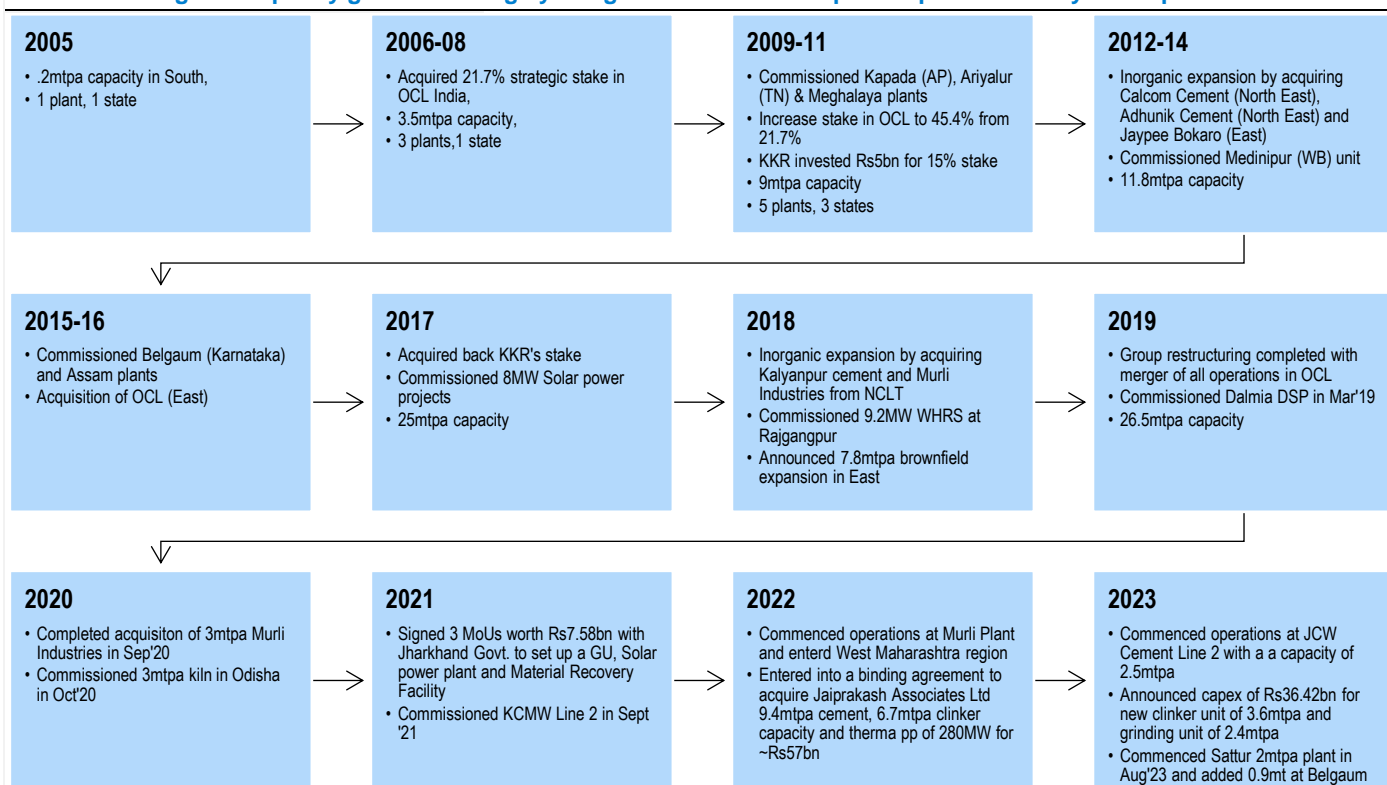 2005
• .2mtpa capacity in South,
• 1 plant, 1 state
2006-08
• Acquired 21.7% strategic stake in
OCL India,
• 3.5mtpa capacity,
• 3 plants,1 state
2009-11
• Commissioned Kapada (AP), Ariyalur
(TN) & Meghalaya plants
• Increase stake in OCL to 45.4% from
21.7%
• KKR invested Rs5bn for 15% stake
• 9mtpa capacity
• 5 plants, 3 states
2012-14
• Inorganic expansion by acquiring
Calcom Cement (North East),
Adhunik Cement (North East) and
Jaypee Bokaro (East)
• Commissioned Medinipur (WB) unit
• 11.8mtpa capacity
2015-16
• Commissioned Belgaum (Karnataka)
and Assam plants
• Acquisition of OCL (East)
2017
• Acquired back KKR's stake
• Commissioned 8MW Solar power
projects
• 25mtpa capacity
2018
• Inorganic expansion by acquiring
Kalyanpur cement and Murli
Industries from NCLT
• Commissioned 9.2MW WHRS at
Rajgangpur
• Announced 7.8mtpa brownfield
expansion in East
2019
• Group restructuring completed with
merger of all operations in OCL
• Commissioned Dalmia DSP in Mar'19
• 26.5mtpa capacity
2020
• Completed acquisiton of 3mtpa Murli
Industries in Sep'20
• Commissioned 3mtpa kiln in Odisha
in Oct'20
2021
• Signed 3 MoUs worth Rs7.58bn with
Jharkhand Govt. to set up a GU, Solar
power plant and Material Recovery
Facility
• Commissioned KCMW Line 2 in Sept
'21
2022
• Commenced operations at Murli Plant
and enterd West Maharashtra region
• Entered into a binding agreement to
acquire Jaiprakash Associates Ltd
9.4mtpa cement, 6.7mtpa clinker
capacity and therma pp of 280MW for
~Rs57bn
2023
• Commenced operations at JCW
Cement Line 2 with a a capacity of
2.5mtpa
• Announced capex of Rs36.42bn for
new clinker unit of 3.6mtpa and
grinding unit of 2.4mtpa
• Commenced Sattur 2mtpa plant in
Aug'23 and added 0.9mt at Belgaum